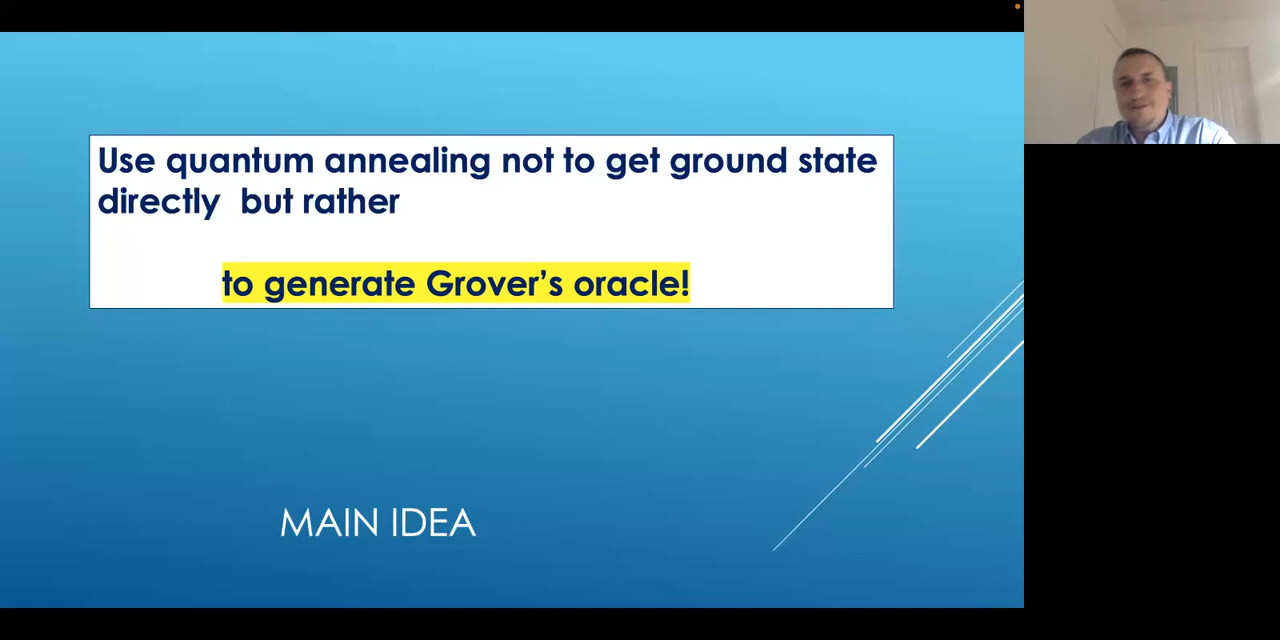 Use quantum annealing not to get ground state
directly but rather
to generate Grover’s oracle!
MAIN IDEA